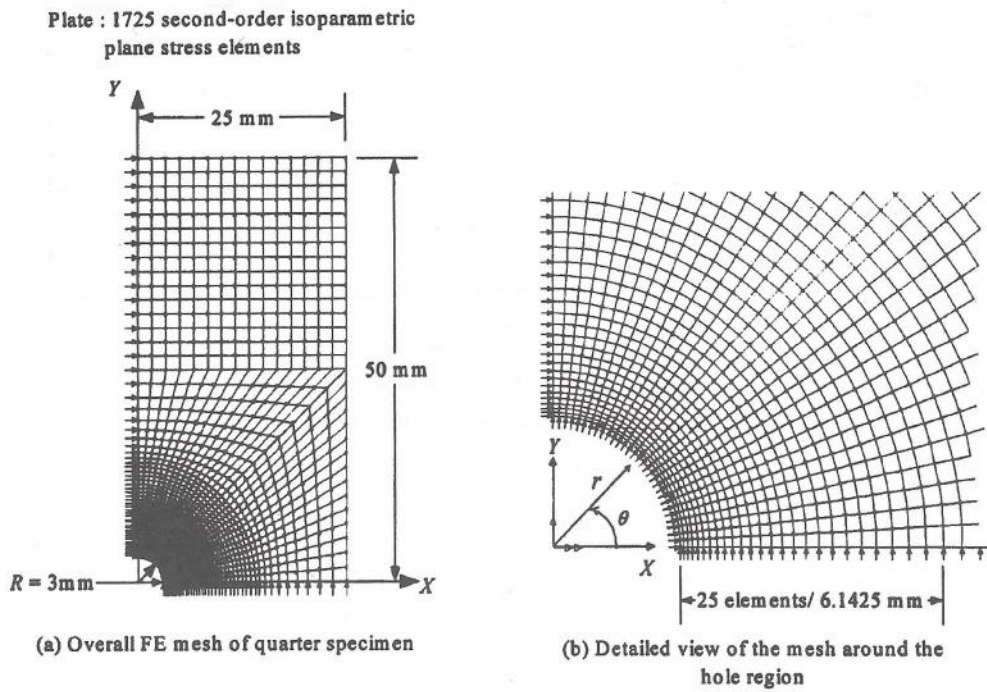 Plate : 1725 second-order isoparametric
plane stress elements
Y
25 mm
50 mm
R = 3mm
X
(a) Overall FE mesh of quarter specimen
Y
r
θ
X
25 elements/ 6.1425 mm
(b) Detailed view of the mesh around the
hole region